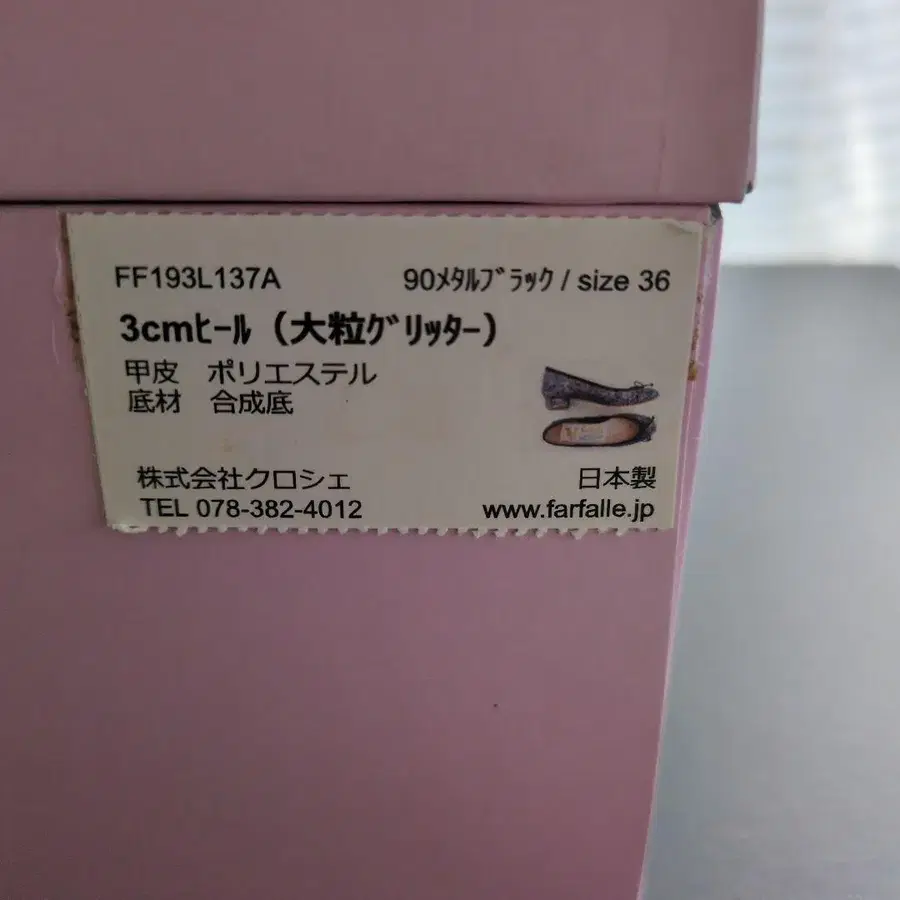 FF193L137A 90ﾒﾀﾙﾌﾞﾗｯｸ / size 36
3cmﾋｰﾙ（大粒ｸﾞﾘｯﾀｰ）
甲皮　ポリエステル
底材　合成底
株式会社クロシェ 日本製
TEL 078-382-4012 www.farfalle.jp